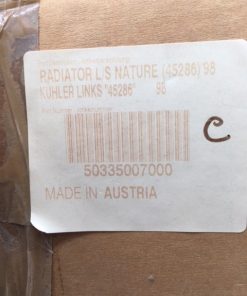 RADIATOR L/S NATURE (45286) 98
KÜHLER LINKS "45286" 98
C
50335007000
MADE IN AUSTRIA